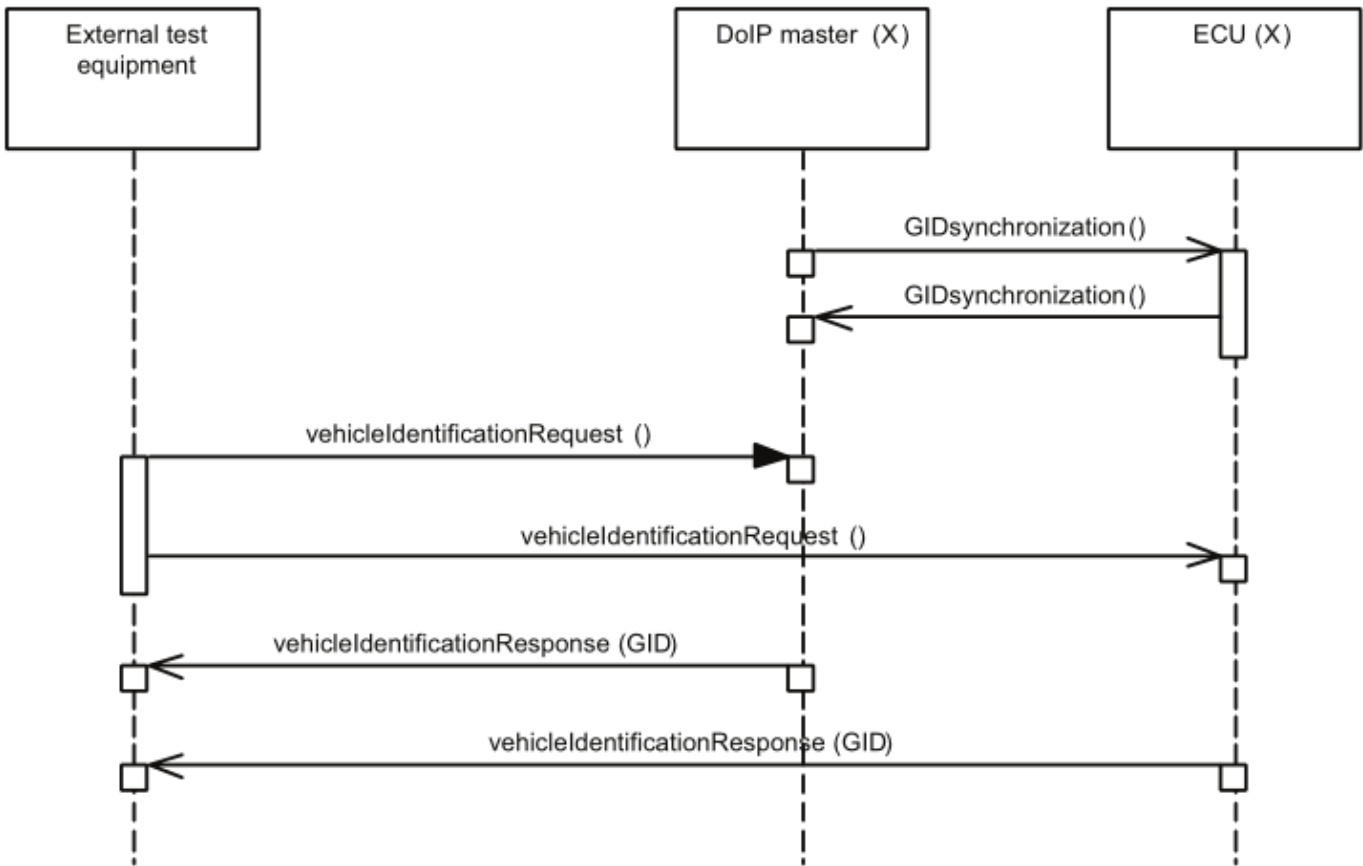 External test
equipment
DoIP master (X)
ECU (X)
GIDsynchronization()
GIDsynchronization()
vehicleIdentificationRequest ()
vehicleIdentificationRequest ()
vehicleIdentificationResponse (GID)
vehicleIdentificationResponse (GID)